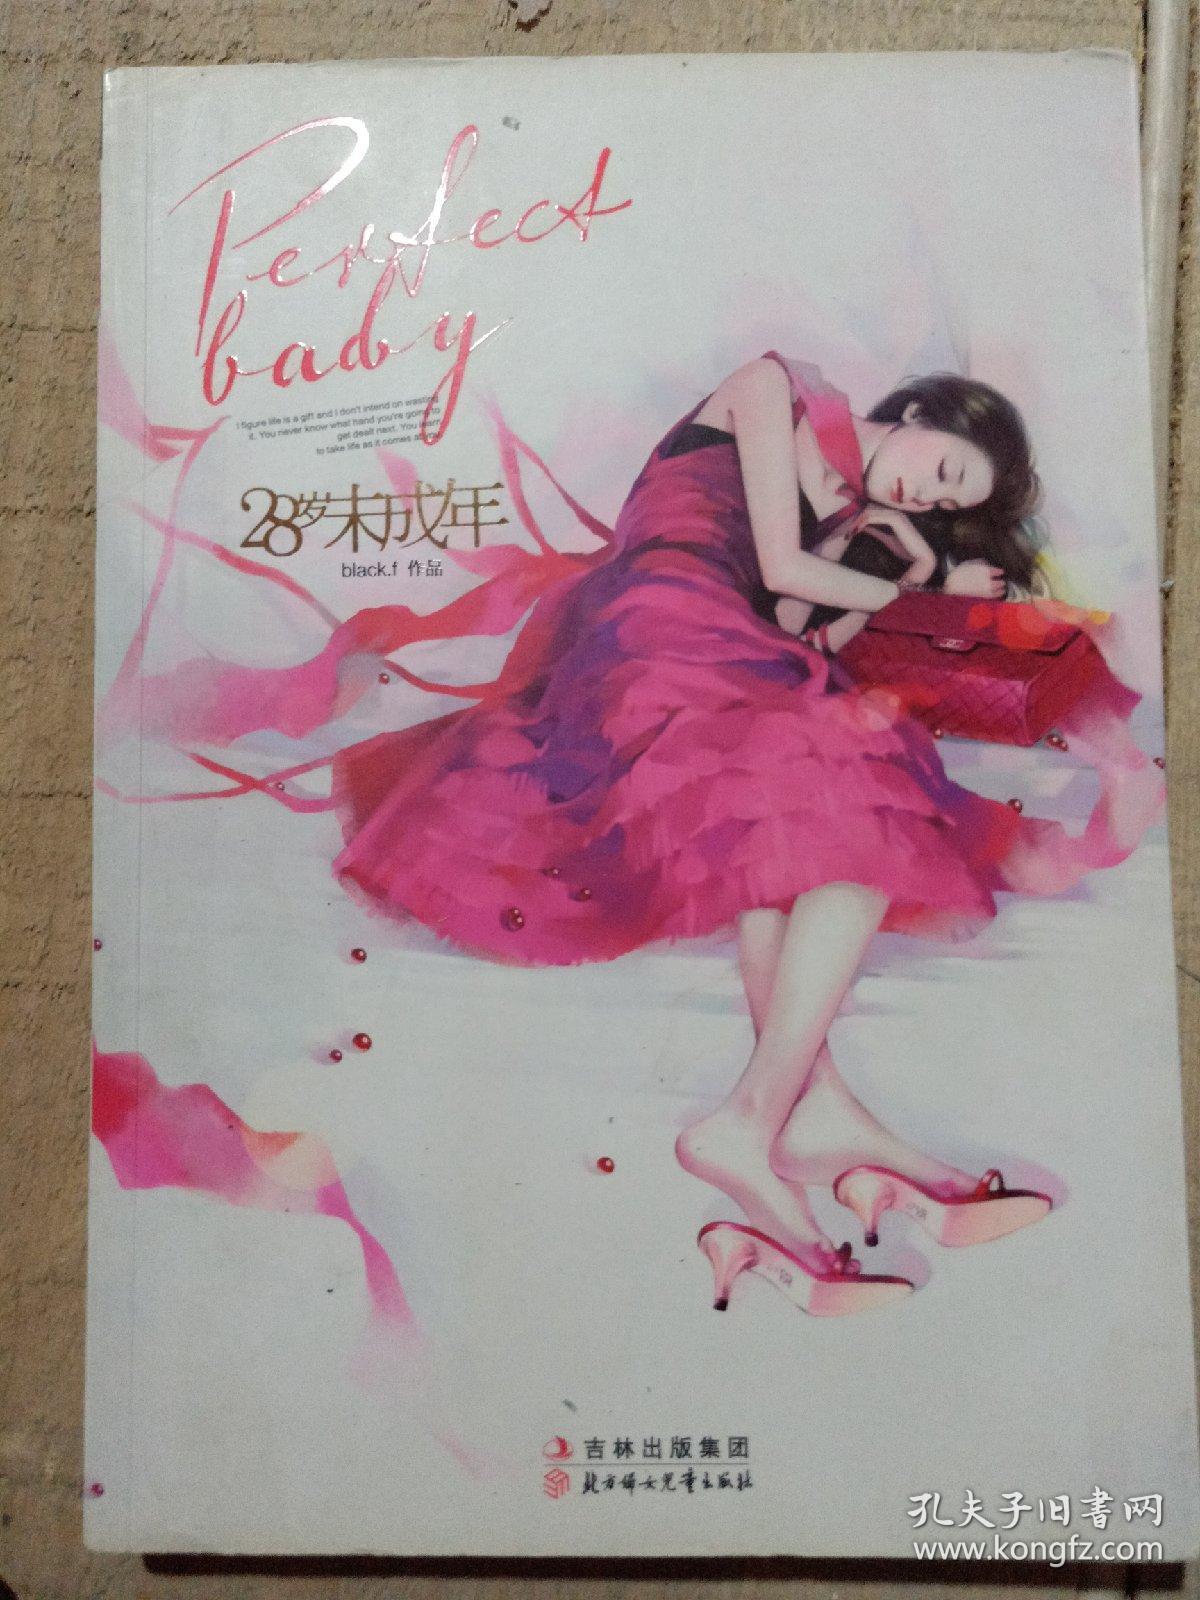 Perfect
baby
I figure life is a gift and I don't intend on wasting
it. You never know what hand you're going to
get dealt next. You learn
to take life as it comes at you
28岁未成年
black.f 作品
吉林出版集团
北方妇女儿童出版社
孔夫子旧书网
www.kongfz.com